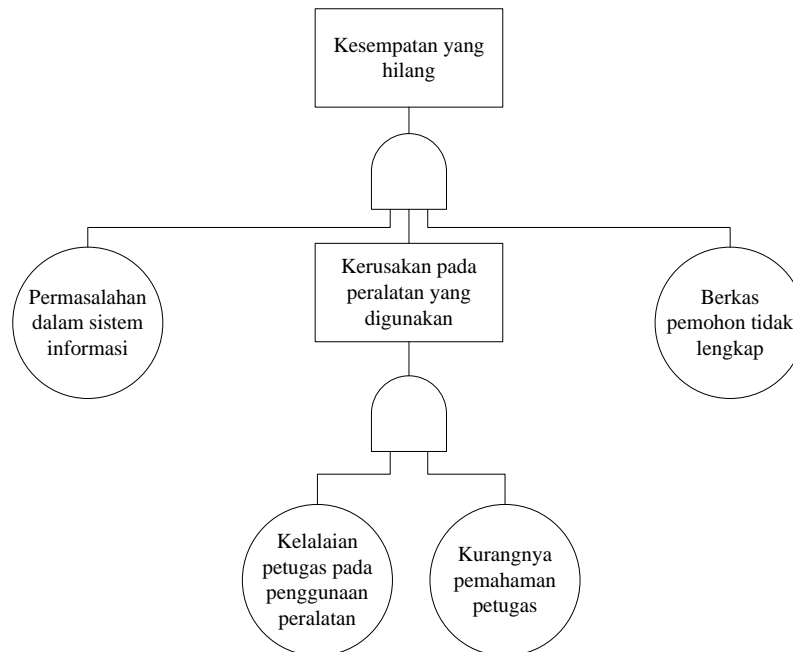 Kesempatan yang
hilang
Permasalahan
dalam sistem
informasi
Kerusakan pada
peralatan yang
digunakan
Berkas
pemohon tidak
lengkap
Kelalaian
petugas pada
penggunaan
peralatan
Kurangnya
pemahaman
petugas